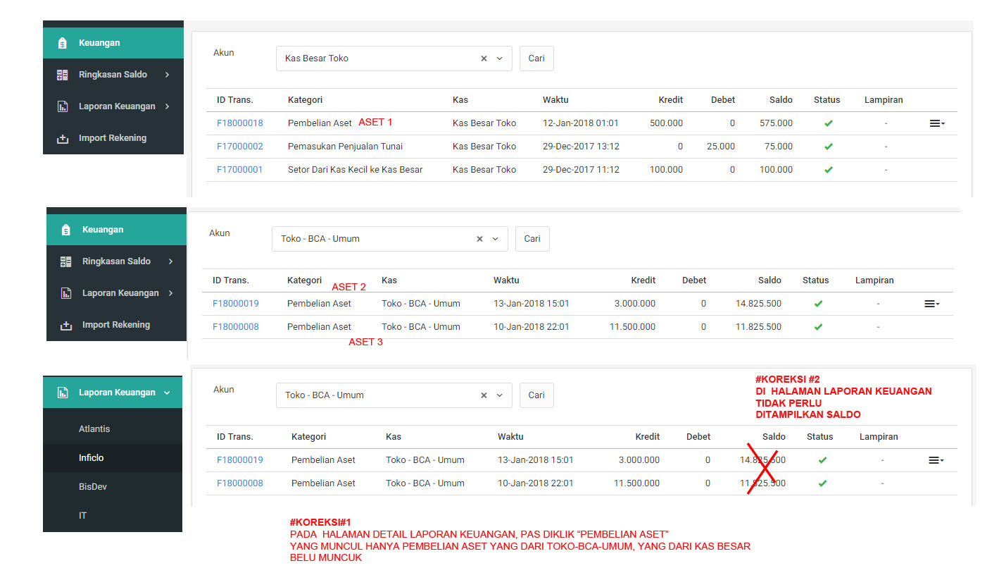 Keuangan
Ringkasan Saldo
Laporan Keuangan
Import Rekening
Akun
Kas Besar Toko
Cari
ID Trans. Kategori Kas Waktu Kredit Debet Saldo Status Lampiran
F18000018 Pembelian Aset ASET 1 Kas Besar Toko 12-Jan-2018 01:01 500.000 0 575.000 -
F17000002 Pemasukan Penjualan Tunai Kas Besar Toko 29-Dec-2017 13:12 0 25.000 75.000 -
F17000001 Setor Dari Kas Kecil ke Kas Besar Kas Besar Toko 29-Dec-2017 11:12 100.000 0 100.000 -
Keuangan
Ringkasan Saldo
Laporan Keuangan
Import Rekening
Akun
Toko - BCA - Umum
Cari
ID Trans. Kategori Kas Waktu Kredit Debet Saldo Status Lampiran
ASET 2
F18000019 Pembelian Aset Toko - BCA - Umum 13-Jan-2018 15:01 3.000.000 0 14.825.500 -
F18000008 Pembelian Aset Toko - BCA - Umum 10-Jan-2018 22:01 11.500.000 0 11.825.500 -
ASET 3
Laporan Keuangan
Atlantis
Inficlo
BisDev
IT
Akun
Toko - BCA - Umum
Cari
#KOREKSI #2
DI HALAMAN LAPORAN KEUANGAN
TIDAK PERLU
DITAMPILKAN SALDO
ID Trans. Kategori Kas Waktu Kredit Debet Saldo Status Lampiran
F18000019 Pembelian Aset Toko - BCA - Umum 13-Jan-2018 15:01 3.000.000 0 14.825.500 -
F18000008 Pembelian Aset Toko - BCA - Umum 10-Jan-2018 22:01 11.500.000 0 11.825.500 -
#KOREKSI#1
PADA HALAMAN DETAIL LAPORAN KEUANGAN, PAS DIKLIK “PEMBELIAN ASET”
YANG MUNCUL HANYA PEMBELIAN ASET YANG DARI TOKO-BCA-UMUM, YANG DARI KAS BESAR
BELU MUNCUK